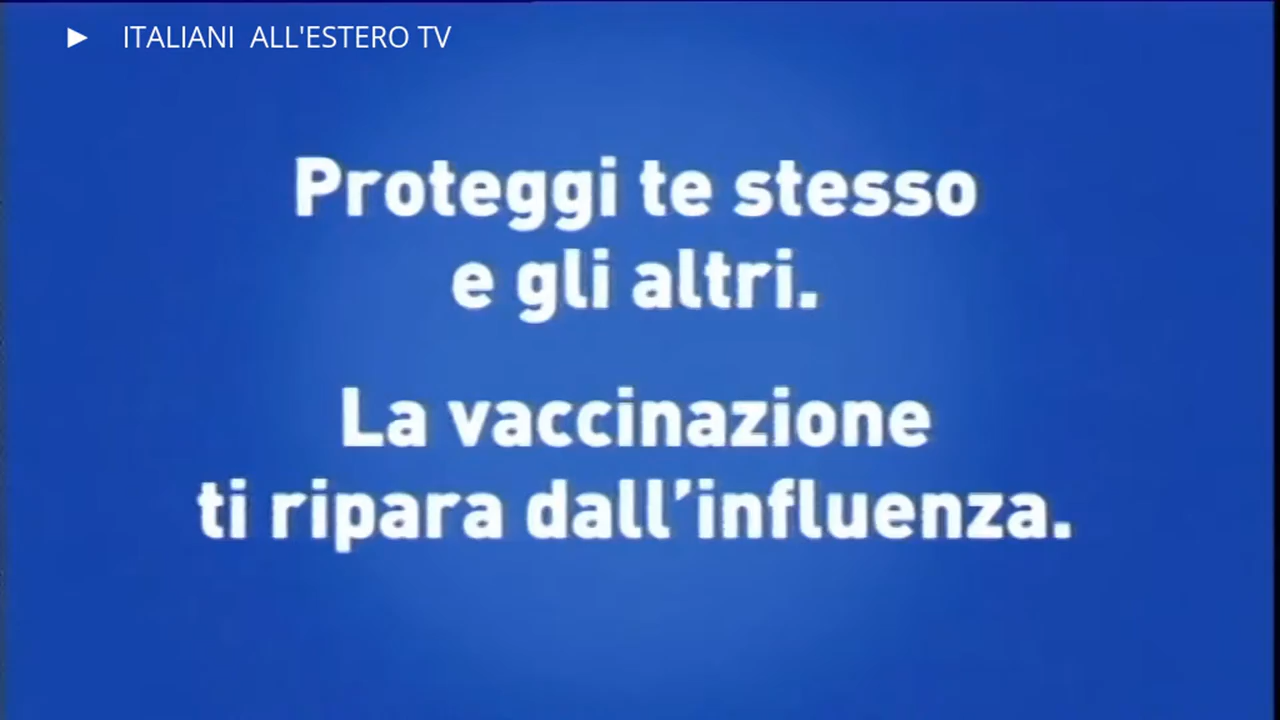 ► ITALIANI ALL'ESTERO TV
Proteggi te stesso
e gli altri.
La vaccinazione
ti ripara dall’influenza.